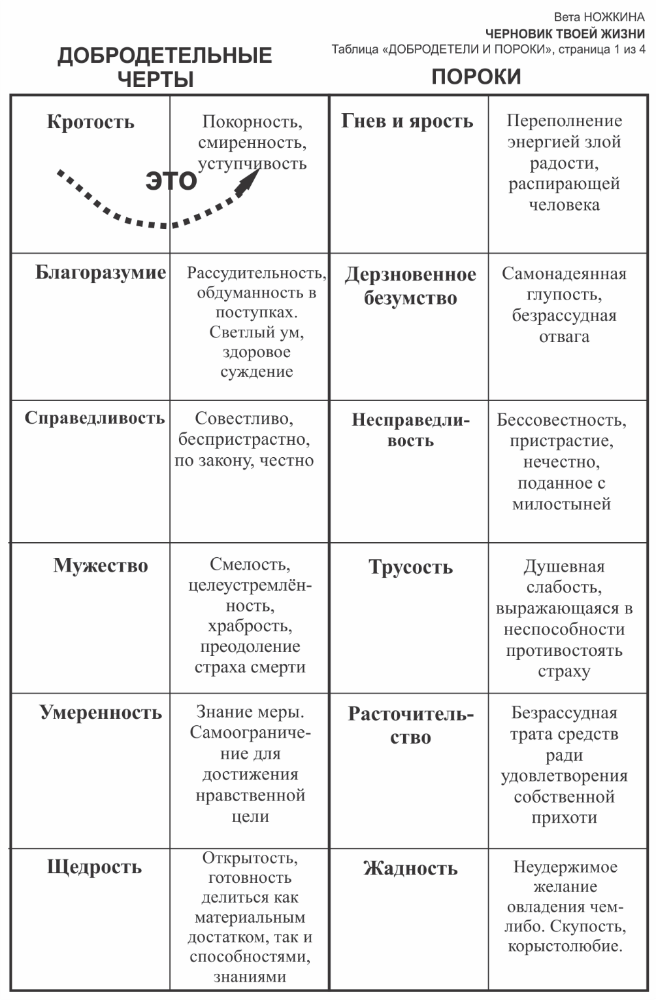 Вета НОЖКИНА
ЧЕРНОВИК ТВОЕЙ ЖИЗНИ
Таблица «ДОБРОДЕТЕЛИ И ПОРОКИ», страница 1 из 4
ДОБРОДЕТЕЛЬНЫЕ
ЧЕРТЫ
ПОРОКИ
Кротость
Покорность,
смиренность,
уступчивость
это
Гнев и ярость
Переполнение
энергией злой
радости,
распирающей
человека
Благоразумие
Рассудительность,
обдуманность в
поступках.
Светлый ум,
здоровое
суждение
Дерзновенное
безумство
Самонадеянная
глупость,
безрассудная
отвага
Справедливость
Совестливо,
беспристрастно,
по закону, честно
Несправедли-
вость
Бессовестность,
пристрастие,
нечестно,
поданное с
милостыней
Мужество
Смелость,
целеустремлён-
ность,
храбрость,
преодоление
страха смерти
Трусость
Душевная
слабость,
выражающаяся в
неспособности
противостоять
страху
Умеренность
Знание меры.
Самоограниче-
ние для
достижения
нравственной
цели
Расточитель-
ство
Безрассудная
трата средств
ради
удовлетворения
собственной
прихоти
Щедрость
Открытость,
готовность
делиться как
материальным
достатком, так и
способностями,
знаниями
Жадность
Неудержимое
желание
овладения чем-
либо. Скупость,
корыстолюбие.